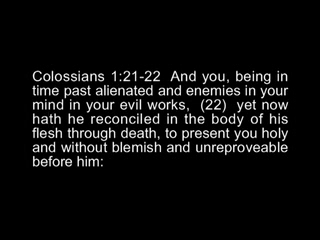 Colossians 1:21-22  And you, being in
time past alienated and enemies in your
mind in your evil works,  (22)  yet now
hath he reconciled in the body of his
flesh through death, to present you holy
and without blemish and unreproveable
before him: